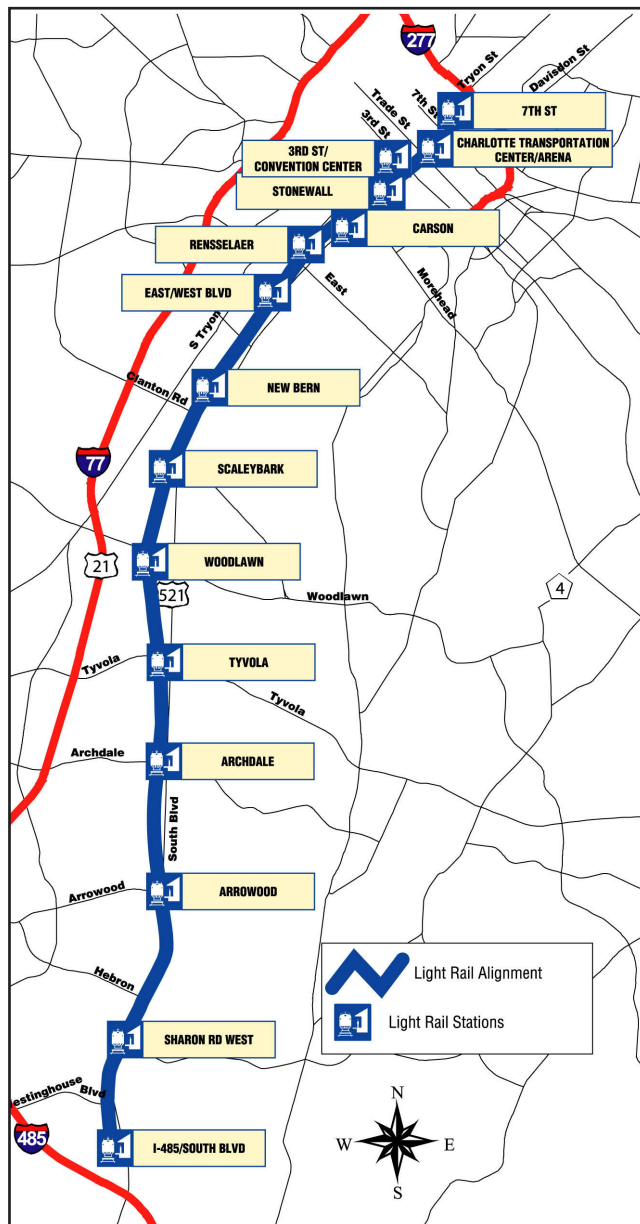 277
Tryon St
Davisdon St
7th St
Trade St
3rd St
7TH ST
CHARLOTTE TRANSPORTATION
CENTER/ARENA
3RD ST/
CONVENTION CENTER
STONEWALL
CARSON
RENSSELAER
EAST/WEST BLVD
East
Morehead
S Tryon
Clanton Rd
NEW BERN
77
SCALEYBARK
21
WOODLAWN
521
Woodlawn
4
Tyvola
TYVOLA
Tyvola
Archdale
ARCHDALE
South Blvd
Arrowood
ARROWOOD
Hebron
Light Rail Alignment
Light Rail Stations
SHARON RD WEST
estinghouse Blvd
485
I-485/SOUTH BLVD
N
W
E
S